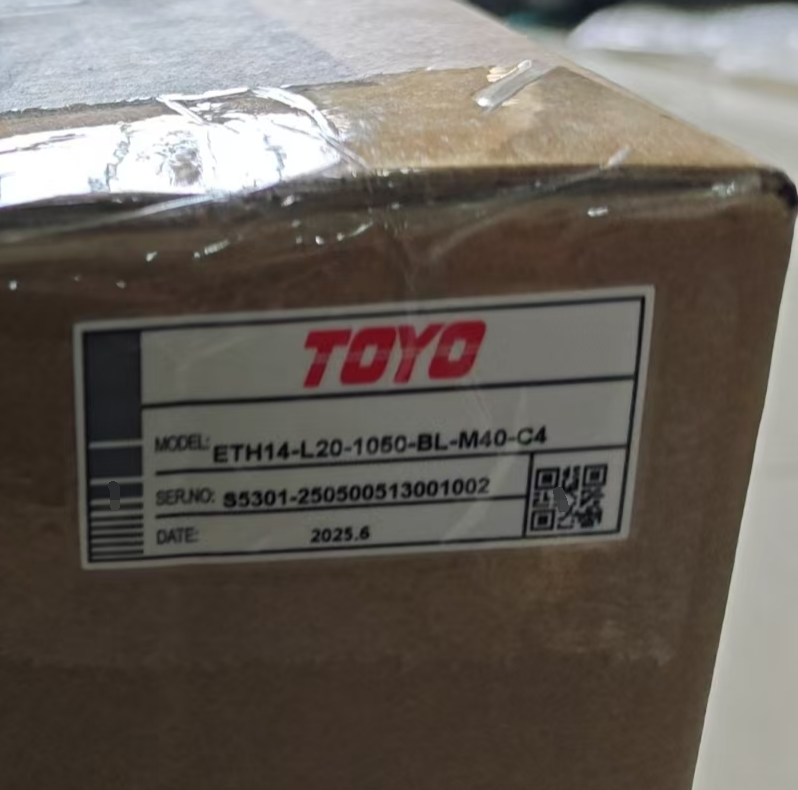 TOYO
MODEL: ETH14-L20-1050-BL-M40-C4
SER.NO: S5301-250500513001002
DATE: 2025.6